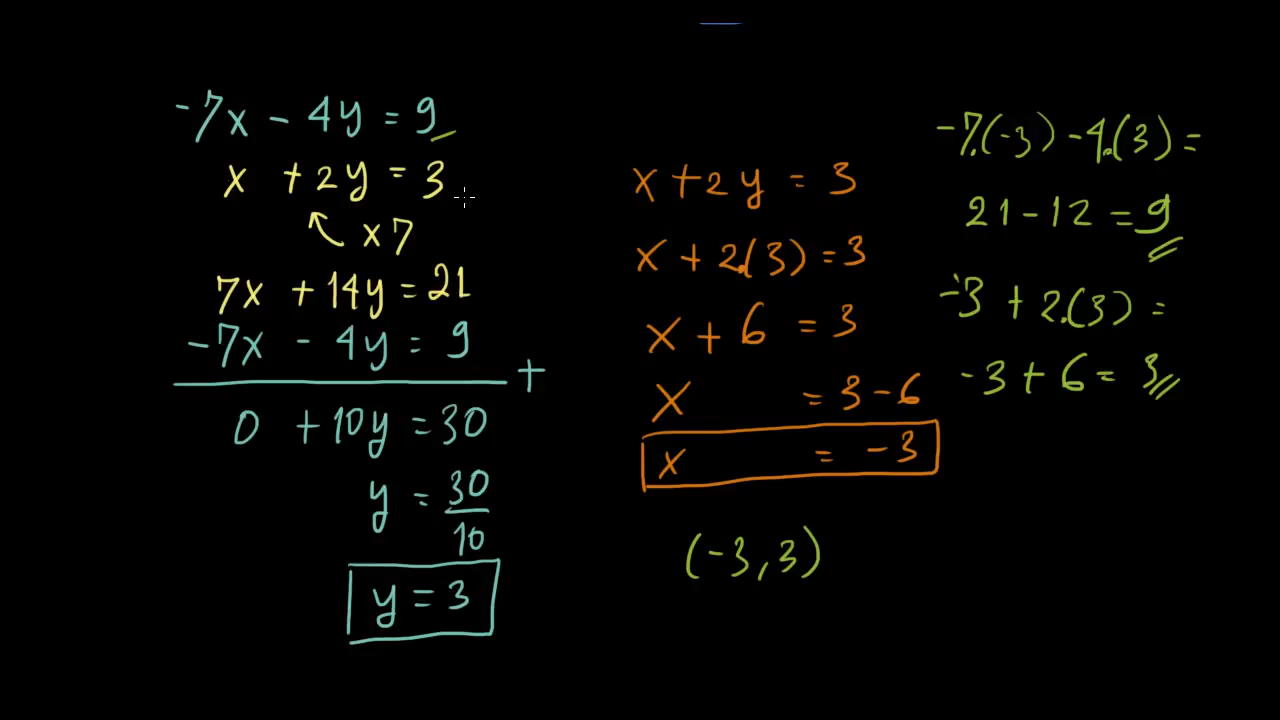 -7x - 4y = 9
x + 2y = 3
x 7
7x + 14y = 21
-7x - 4y = 9
+
0 + 10y = 30
y = 30/10
y = 3
x + 2y = 3
x + 2.(3) = 3
x + 6 = 3
x = 3 - 6
x = -3
(-3, 3)
-7.(-3) - 4.(3) =
21 - 12 = 9
-3 + 2.(3) =
-3 + 6 = 3